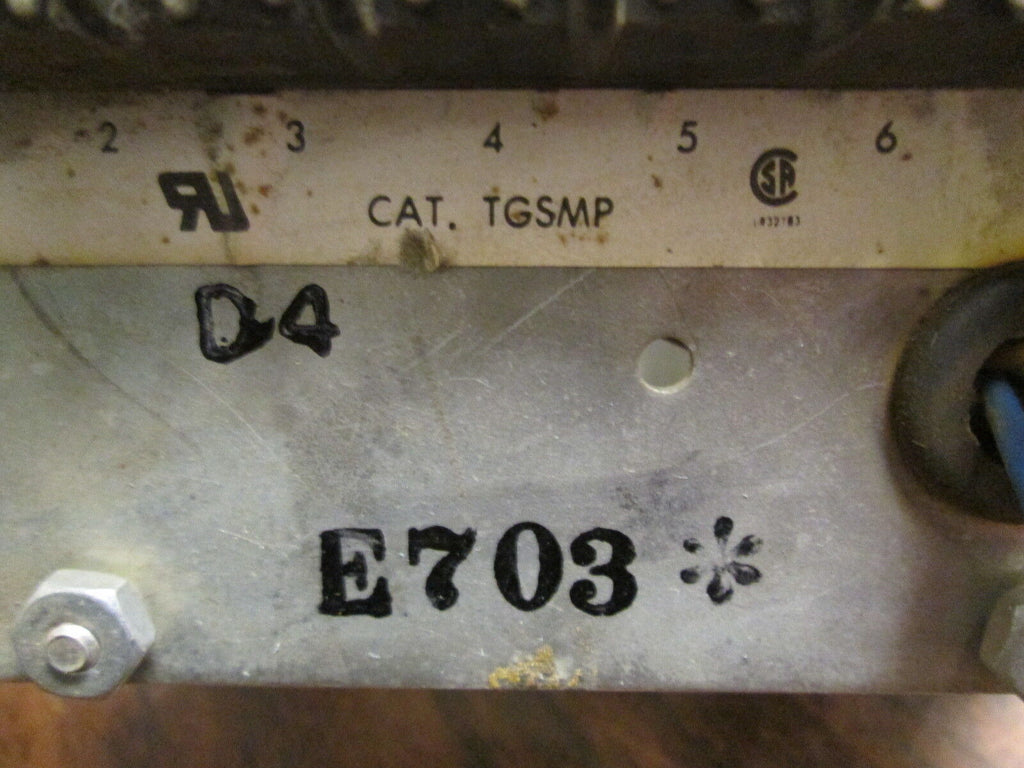 2 3 4 5 6
CAT. TGSMP
D4
E703*